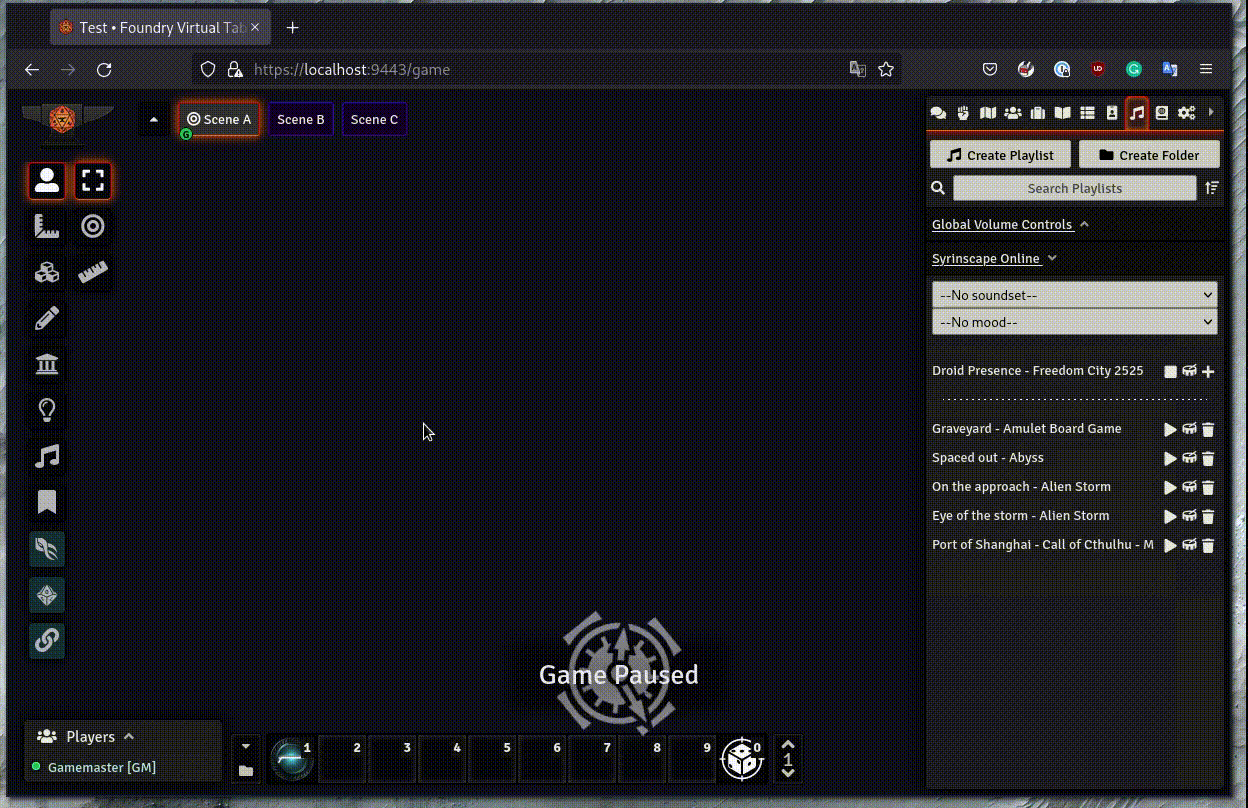 Test • Foundry Virtual Tab
https://localhost:9443/game
Scene A
Scene B
Scene C
G
Create Playlist
Create Folder
Search Playlists
Global Volume Controls
Syrinscape Online
--No soundset--
--No mood--
Droid Presence - Freedom City 2525
Graveyard - Amulet Board Game
Spaced out - Abyss
On the approach - Alien Storm
Eye of the storm - Alien Storm
Port of Shanghai - Call of Cthulhu - M
Game Paused
Players
Gamemaster [GM]
1 2 3 4 5 6 7 8 9 0
1